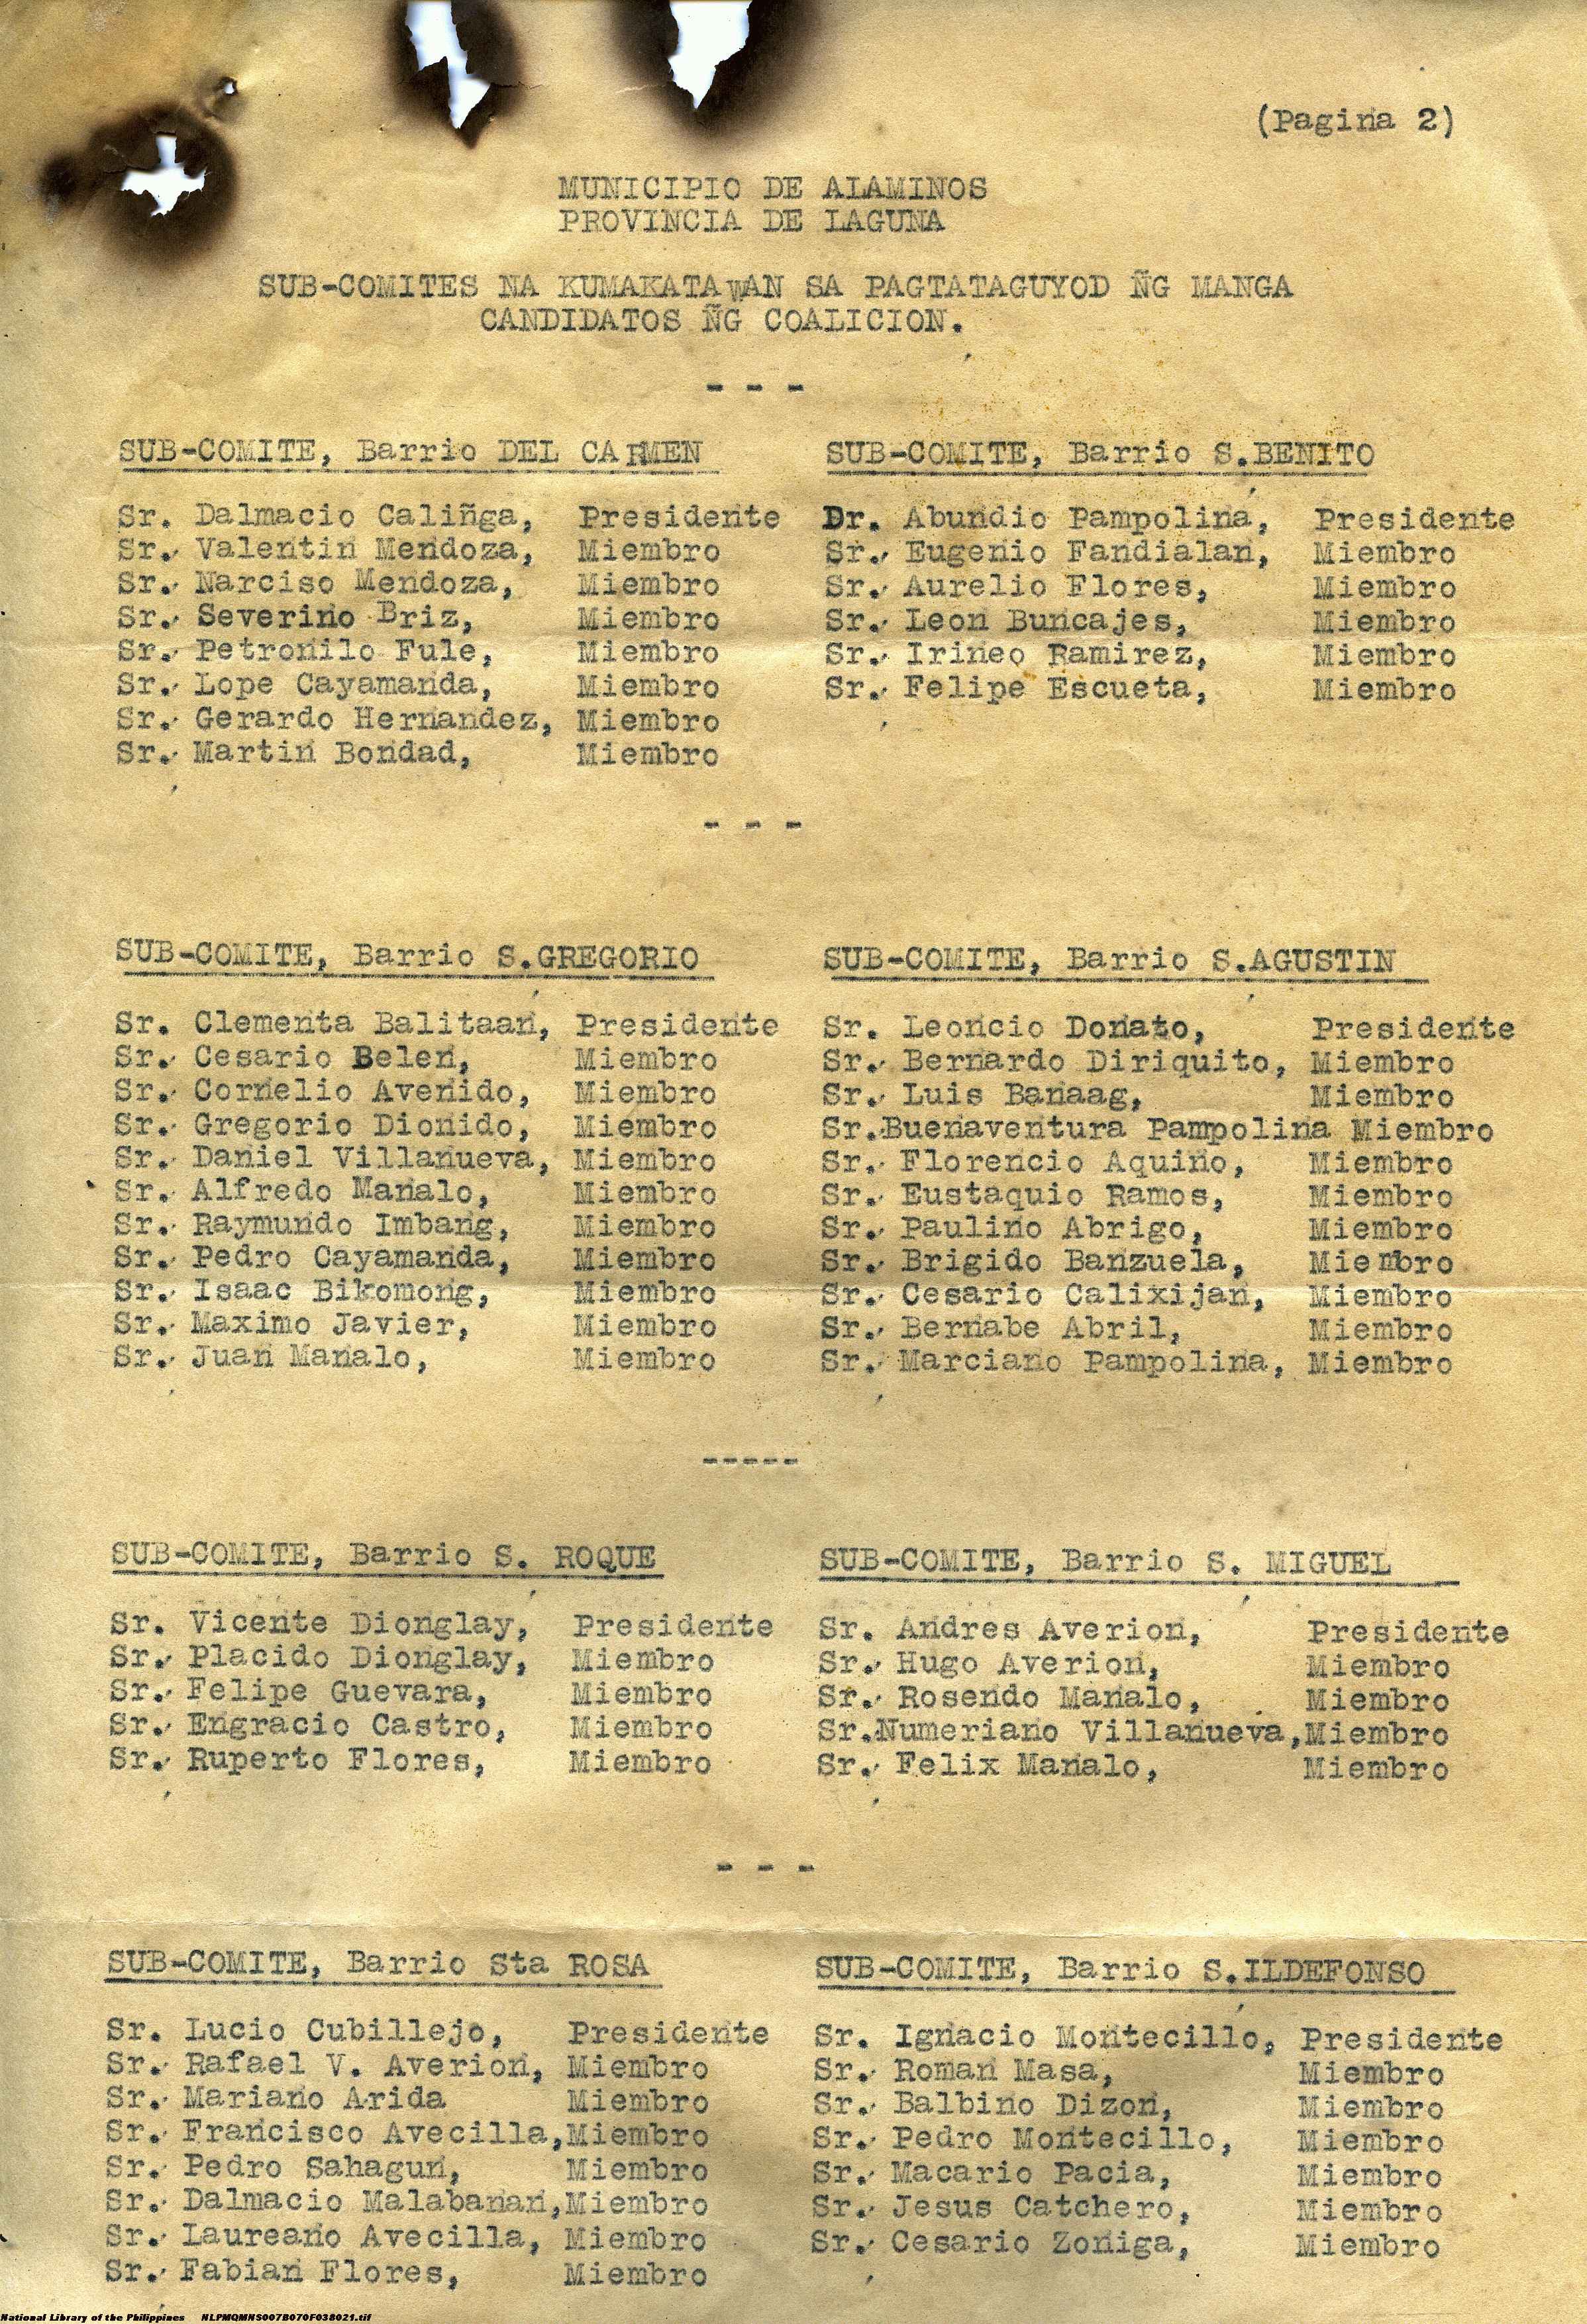 (Pagina 2)
MUNICIPIO DE ALAMINOS
PROVINCIA DE LAGUNA
SUB-COMITES NA KUMAKATAWAN SA PAGTATAGUYOD ÑG MANGA
CANDIDATOS ÑG COALICION.
- - -
SUB-COMITE, Barrio DEL CARMEN
Sr. Dalmacio Caliñga, Presidente
Sr. Valentin Mendoza, Miembro
Sr. Narciso Mendoza, Miembro
Sr. Severino Briz, Miembro
Sr. Petronilo Fule, Miembro
Sr. Lope Cayamanda, Miembro
Sr. Gerardo Hernandez, Miembro
Sr. Martin Bondad, Miembro
SUB-COMITE, Barrio S.BENITO
Dr. Abundio Pampolina, Presidente
Sr. Eugenio Fandialan, Miembro
Sr. Aurelio Flores, Miembro
Sr. Leon Buncajes, Miembro
Sr. Irineo Ramirez, Miembro
Sr. Felipe Escueta, Miembro
- - -
SUB-COMITE, Barrio S.GREGORIO
Sr. Clementa Balitaan, Presidente
Sr. Cesario Belen, Miembro
Sr. Cornelio Avenido, Miembro
Sr. Gregorio Dionido, Miembro
Sr. Daniel Villanueva, Miembro
Sr. Alfredo Manalo, Miembro
Sr. Raymundo Imbang, Miembro
Sr. Pedro Cayamanda, Miembro
Sr. Isaac Bikomong, Miembro
Sr. Maximo Javier, Miembro
Sr. Juan Manalo, Miembro
SUB-COMITE, Barrio S.AGUSTIN
Sr. Leoncio Donato, Presidente
Sr. Bernardo Diriquito, Miembro
Sr. Luis Banaag, Miembro
Sr.Buenaventura Pampolina Miembro
Sr. Florencio Aquino, Miembro
Sr. Eustaquio Ramos, Miembro
Sr. Paulino Abrigo, Miembro
Sr. Brigido Banzuela, Miembro
Sr. Cesario Calixijan, Miembro
Sr. Bernabe Abril, Miembro
Sr. Marciano Pampolina, Miembro
-----
SUB-COMITE, Barrio S. ROQUE
Sr. Vicente Dionglay, Presidente
Sr. Placido Dionglay, Miembro
Sr. Felipe Guevara, Miembro
Sr. Engracio Castro, Miembro
Sr. Ruperto Flores, Miembro
SUB-COMITE, Barrio S. MIGUEL
Sr. Andres Averion, Presidente
Sr. Hugo Averion, Miembro
Sr. Rosendo Manalo, Miembro
Sr.Numeriano Villanueva,Miembro
Sr. Felix Manalo, Miembro
- - -
SUB-COMITE, Barrio Sta ROSA
Sr. Lucio Cubillejo, Presidente
Sr. Rafael V. Averion, Miembro
Sr. Mariano Arida Miembro
Sr. Francisco Avecilla,Miembro
Sr. Pedro Sahagun, Miembro
Sr. Dalmacio Malabanan,Miembro
Sr. Laureano Avecilla, Miembro
Sr. Fabian Flores, Miembro
SUB-COMITE, Barrio S.ILDEFONSO
Sr. Ignacio Montecillo, Presidente
Sr. Roman Masa, Miembro
Sr. Balbino Dizon, Miembro
Sr. Pedro Montecillo, Miembro
Sr. Macario Pacia, Miembro
Sr. Jesus Catchero, Miembro
Sr. Cesario Zoniga, Miembro
National Library of the Philippines NLPMQMNS007B070F038021.tif